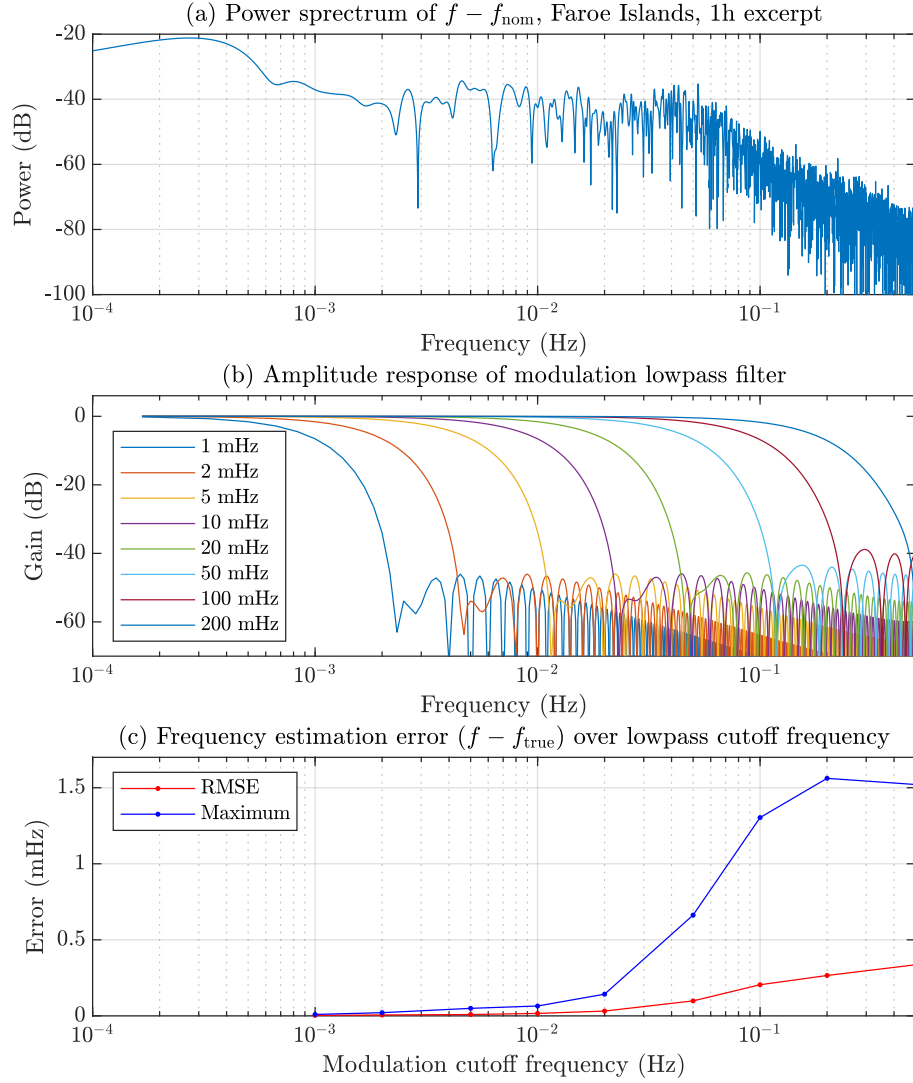 (a) Power sprectrum of f − f_nom, Faroe Islands, 1h excerpt
-20
-40
-60
-80
-100
Power (dB)
10^-4
10^-3
10^-2
10^-1
Frequency (Hz)
(b) Amplitude response of modulation lowpass filter
0
-20
-40
-60
Gain (dB)
1 mHz
2 mHz
5 mHz
10 mHz
20 mHz
50 mHz
100 mHz
200 mHz
10^-4
10^-3
10^-2
10^-1
Frequency (Hz)
(c) Frequency estimation error (f − f_true) over lowpass cutoff frequency
1.5
1
0.5
0
Error (mHz)
RMSE
Maximum
10^-4
10^-3
10^-2
10^-1
Modulation cutoff frequency (Hz)